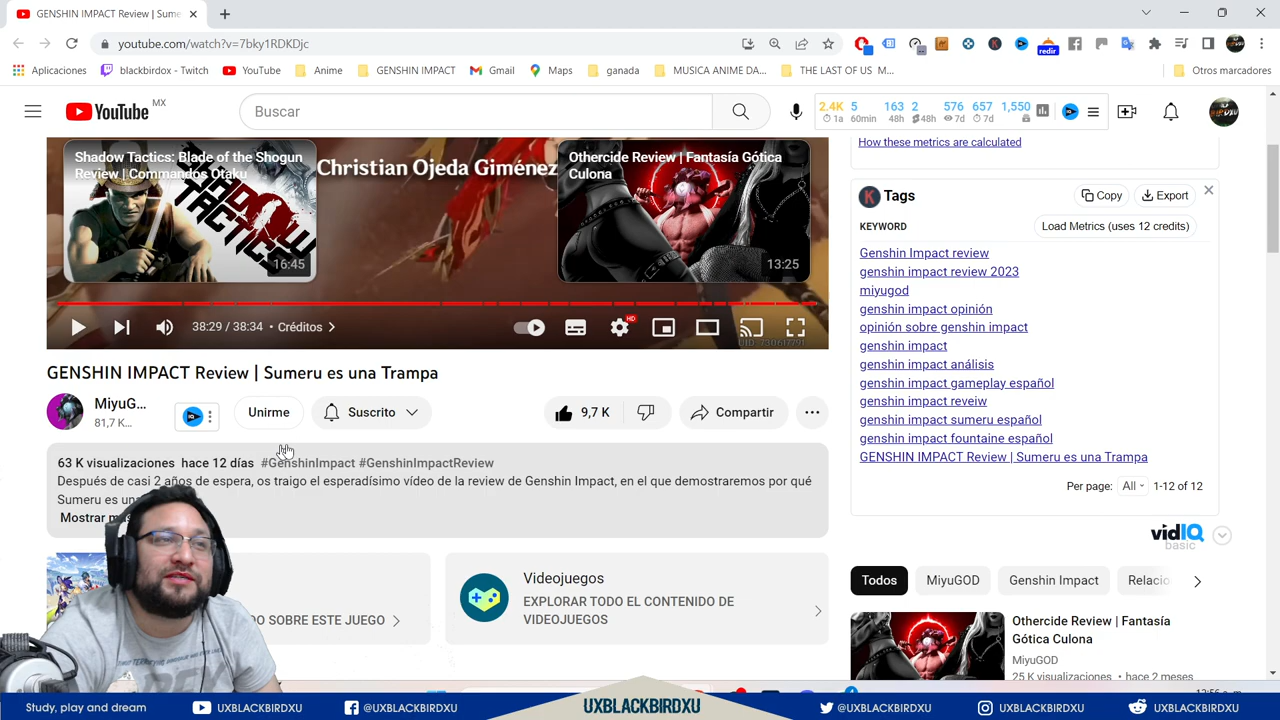 GENSHIN IMPACT Review | Sume
youtube.com/watch?v=7bky1RDKDjc
redir
Aplicaciones
blackbirdox - Twitch
YouTube
Anime
GENSHIN IMPACT
Gmail
Maps
ganada
MUSICA ANIME DA...
THE LAST OF US M...
Otros marcadores
YouTube MX
Buscar
2.4K 5 163 2 576 657 1,550
1a 60min 48h 48h 7d 7d
Shadow Tactics: Blade of the Shogun
Review | Commandos Otaku
SHADOW
TACTICS
16:45
Christian Ojeda Giménez
Othercide Review | Fantasía Gótica
Culona
13:25
38:29 / 38:34 • Créditos
HD
GENSHIN IMPACT Review | Sumeru es una Trampa
MiyuG...
81,7 K...
Unirme
Suscrito
9,7 K
Compartir
63 K visualizaciones hace 12 días #GenshinImpact #GenshinImpactReview
Después de casi 2 años de espera, os traigo el esperadísimo vídeo de la review de Genshin Impact, en el que demostraremos por qué
Sumeru es un
Mostrar m
O SOBRE ESTE JUEGO
Videojuegos
EXPLORAR TODO EL CONTENIDO DE
VIDEOJUEGOS
How these metrics are calculated
K Tags
Copy
Export
KEYWORD
Load Metrics (uses 12 credits)
Genshin Impact review
genshin impact review 2023
miyugod
genshin impact opinión
opinión sobre genshin impact
genshin impact
genshin impact análisis
genshin impact gameplay español
genshin impact reveiw
genshin impact sumeru español
genshin impact fountaine español
GENSHIN IMPACT Review | Sumeru es una Trampa
Per page: All 1-12 of 12
vidIQ
basic
Todos
MiyuGOD
Genshin Impact
Relacio
Othercide Review | Fantasía
Gótica Culona
MiyuGOD
25 K visualizaciones • hace 2 meses
Study, play and dream
UXBLACKBIRDXU
@UXBLACKBIRDXU
UXBLACKBIRDXU
@UXBLACKBIRDXU
UXBLACKBIRDXU
UXBLACKBIRDXU